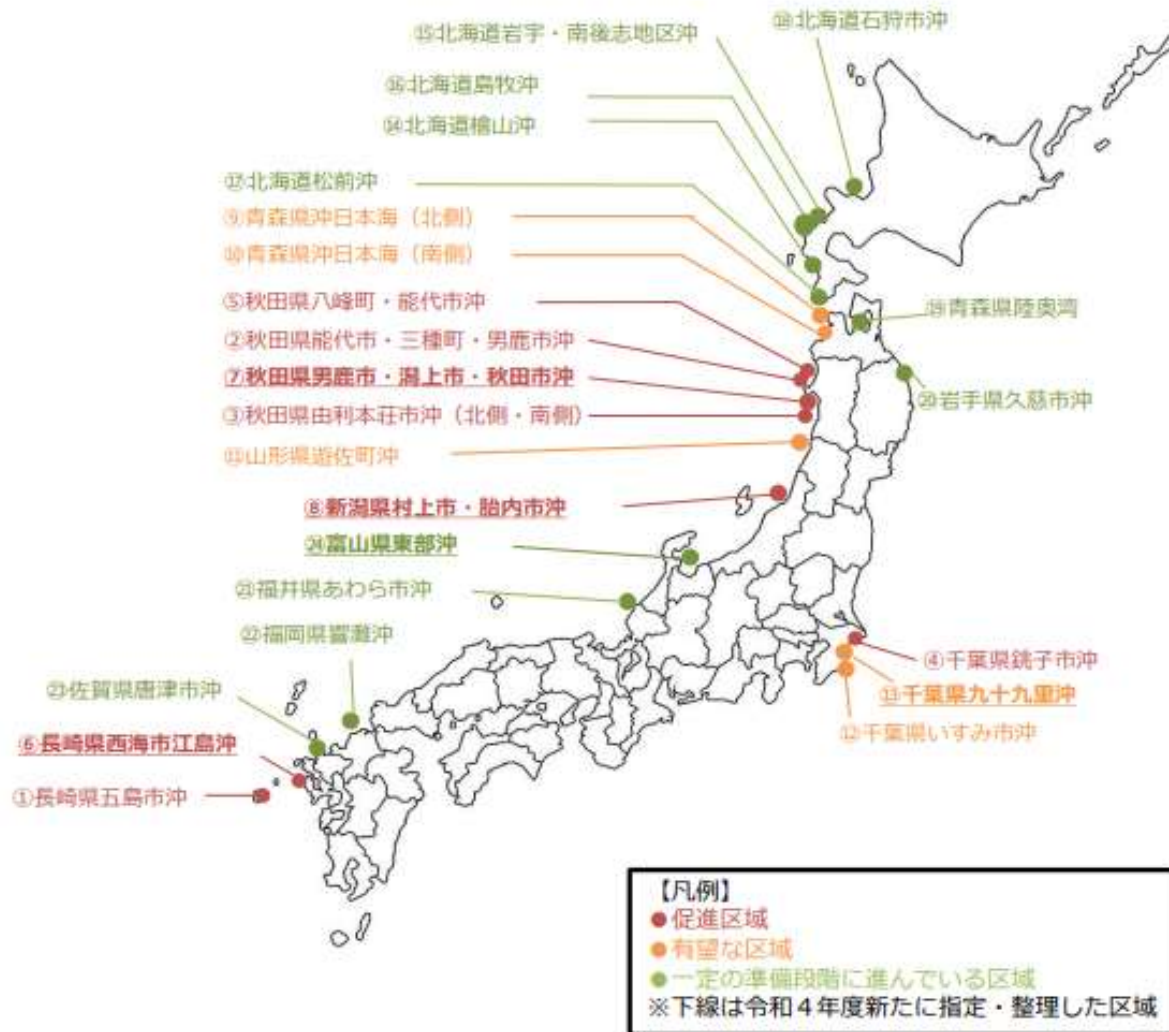 ⑮北海道岩宇・南後志地区沖
⑱北海道石狩市沖
⑯北海道島牧沖
⑭北海道檜山沖
⑰北海道松前沖
⑨青森県沖日本海（北側）
⑩青森県沖日本海（南側）
⑤秋田県八峰町・能代市沖
⑲青森県陸奥湾
②秋田県能代市・三種町・男鹿市沖
⑦秋田県男鹿市・潟上市・秋田市沖
⑳岩手県久慈市沖
③秋田県由利本荘市沖（北側・南側）
⑪山形県遊佐町沖
⑧新潟県村上市・胎内市沖
㉔富山県東部沖
㉑福井県あわら市沖
㉒福岡県響灘沖
④千葉県銚子市沖
㉓佐賀県唐津市沖
⑬千葉県九十九里沖
⑫千葉県いすみ市沖
⑥長崎県西海市江島沖
①長崎県五島市沖
【凡例】
●促進区域
●有望な区域
●一定の準備段階に進んでいる区域
※下線は令和４年度新たに指定・整理した区域